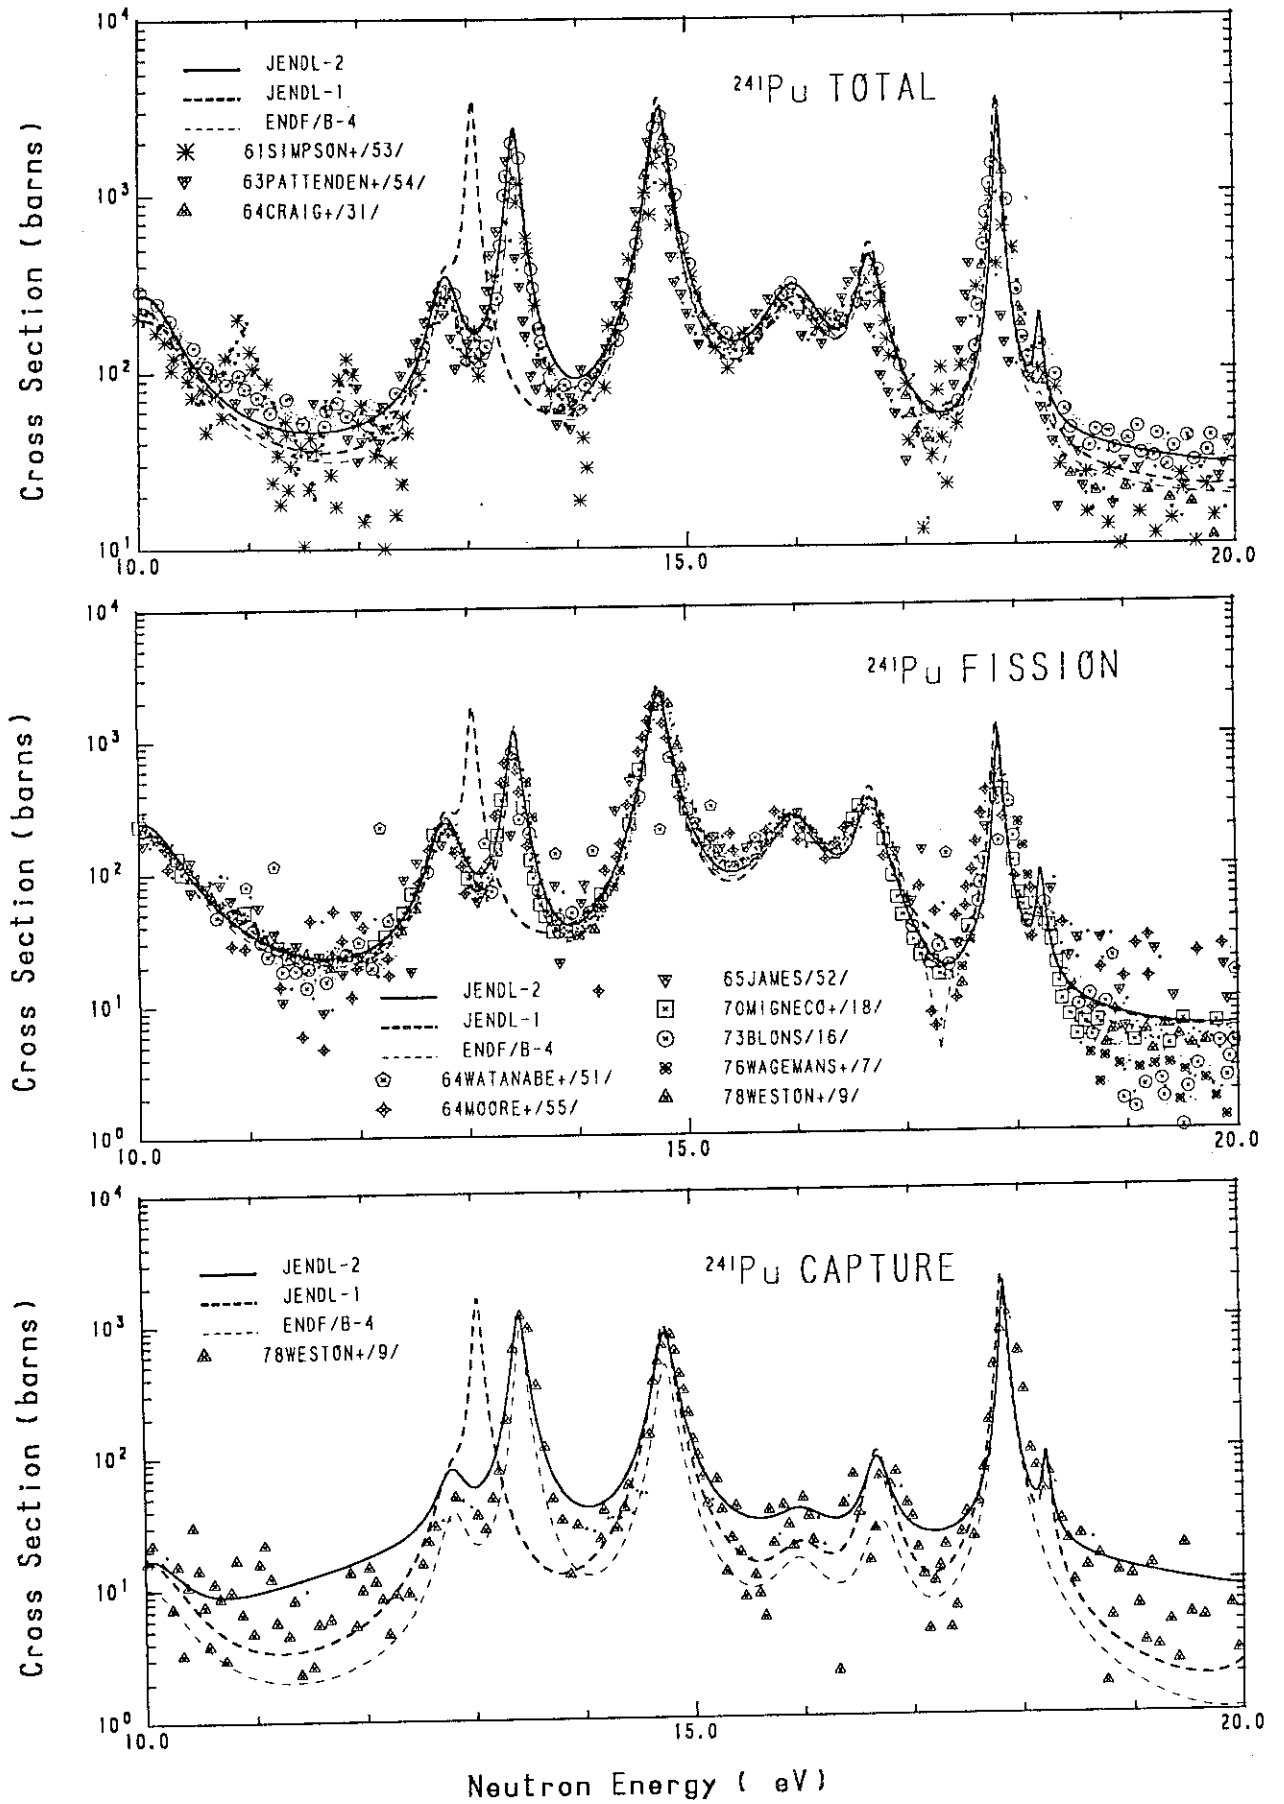 10⁴
10³
10²
10¹
Cross Section (barns)
JENDL-2
JENDL-1
ENDF/B-4
61SIMPSON+/53/
63PATTENDEN+/54/
64CRAIG+/31/
²⁴¹Pu TOTAL
10.0
15.0
20.0
10⁴
10³
10²
10¹
10⁰
Cross Section (barns)
²⁴¹Pu FISSION
JENDL-2
JENDL-1
ENDF/B-4
64WATANABE+/51/
64MOORE+/55/
65JAMES/52/
70MIGNECO+/18/
73BLONS/16/
76WAGEMANS+/7/
78WESTON+/9/
10.0
15.0
20.0
10⁴
10³
10²
10¹
10⁰
Cross Section (barns)
JENDL-2
JENDL-1
ENDF/B-4
78WESTON+/9/
²⁴¹Pu CAPTURE
10.0
15.0
20.0
Neutron Energy ( eV)